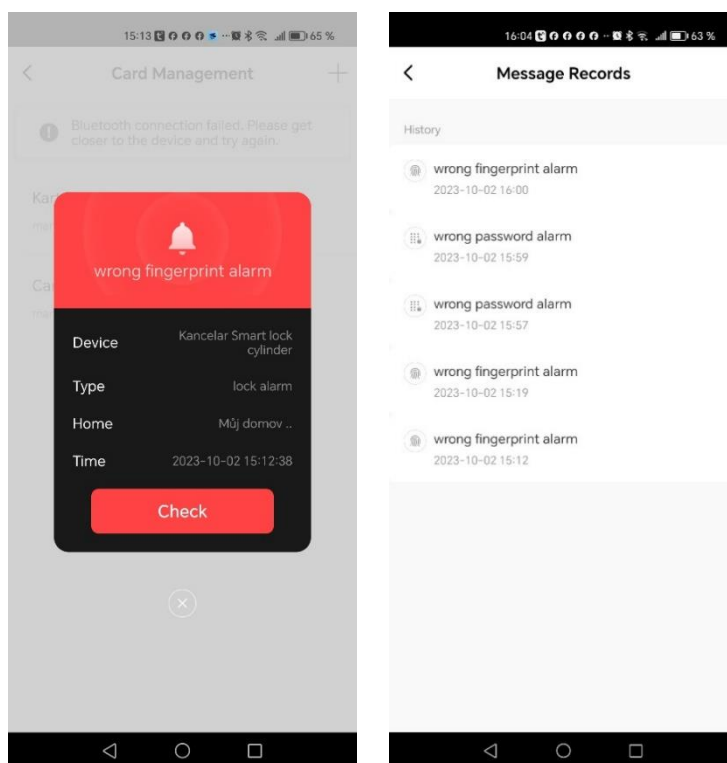 15:13 65 %
Card Management
Bluetooth connection failed. Please get
closer to the device and try again.
wrong fingerprint alarm
Device Kancelar Smart lock
cylinder
Type lock alarm
Home Můj domov ..
Time 2023-10-02 15:12:38
Check
16:04 63 %
Message Records
History
wrong fingerprint alarm
2023-10-02 16:00
wrong password alarm
2023-10-02 15:59
wrong password alarm
2023-10-02 15:57
wrong fingerprint alarm
2023-10-02 15:19
wrong fingerprint alarm
2023-10-02 15:12